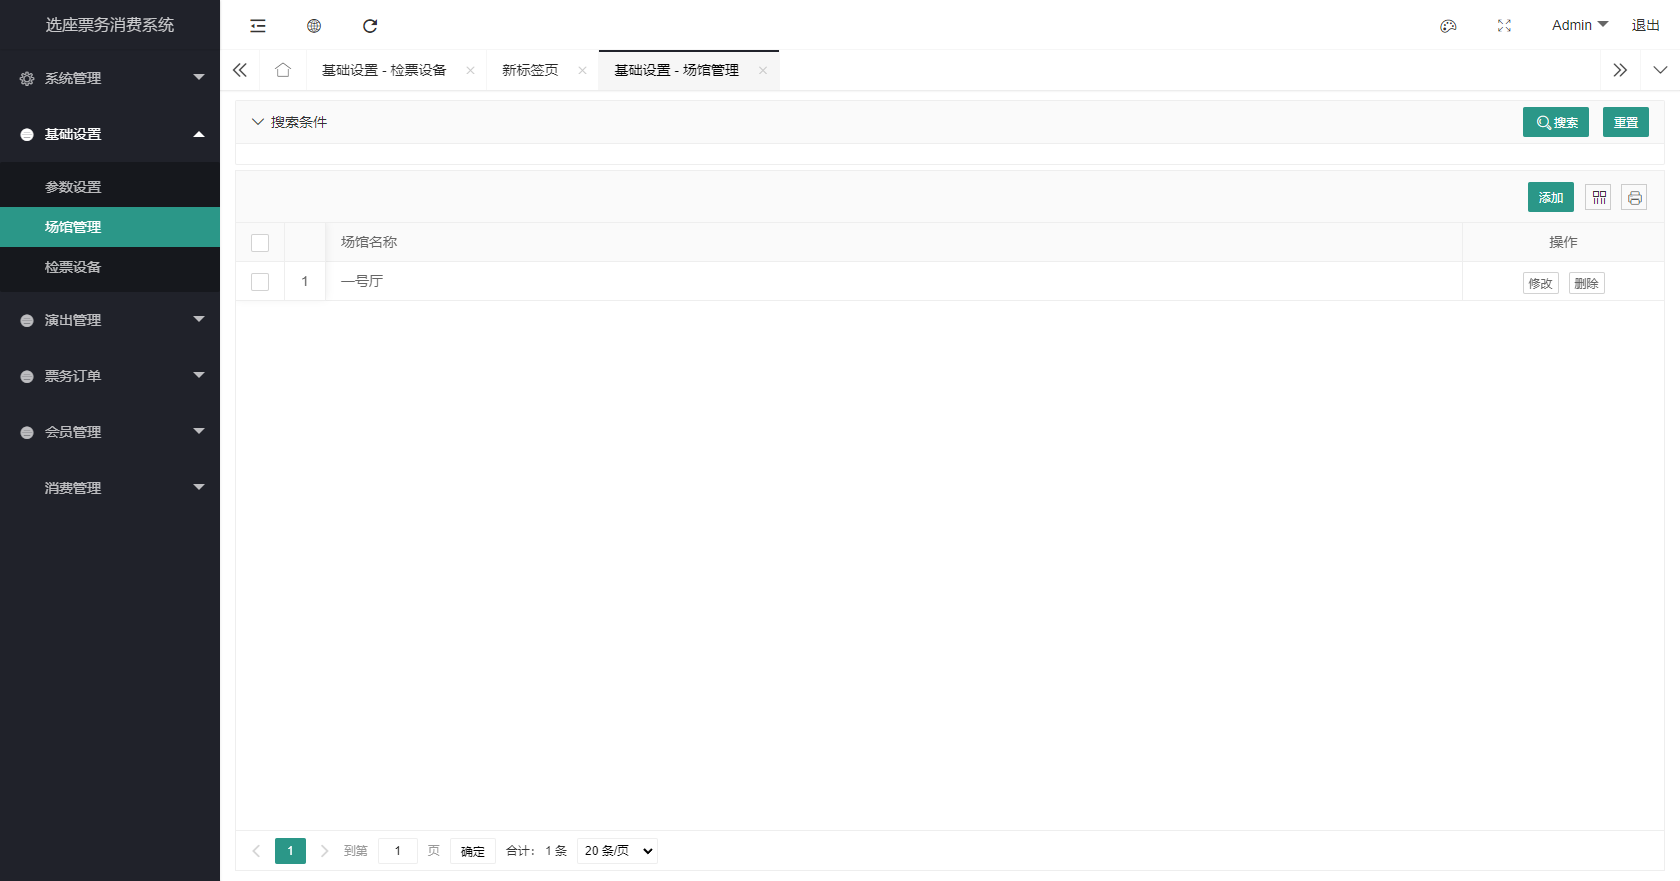 选座票务消费系统
Admin
退出
系统管理
基础设置
参数设置
场馆管理
检票设备
演出管理
票务订单
会员管理
消费管理
基础设置 - 检票设备
新标签页
基础设置 - 场馆管理
搜索条件
搜索
重置
添加
场馆名称
操作
1
一号厅
修改
删除
1
到第
1
页
确定
合计： 1 条
20 条/页